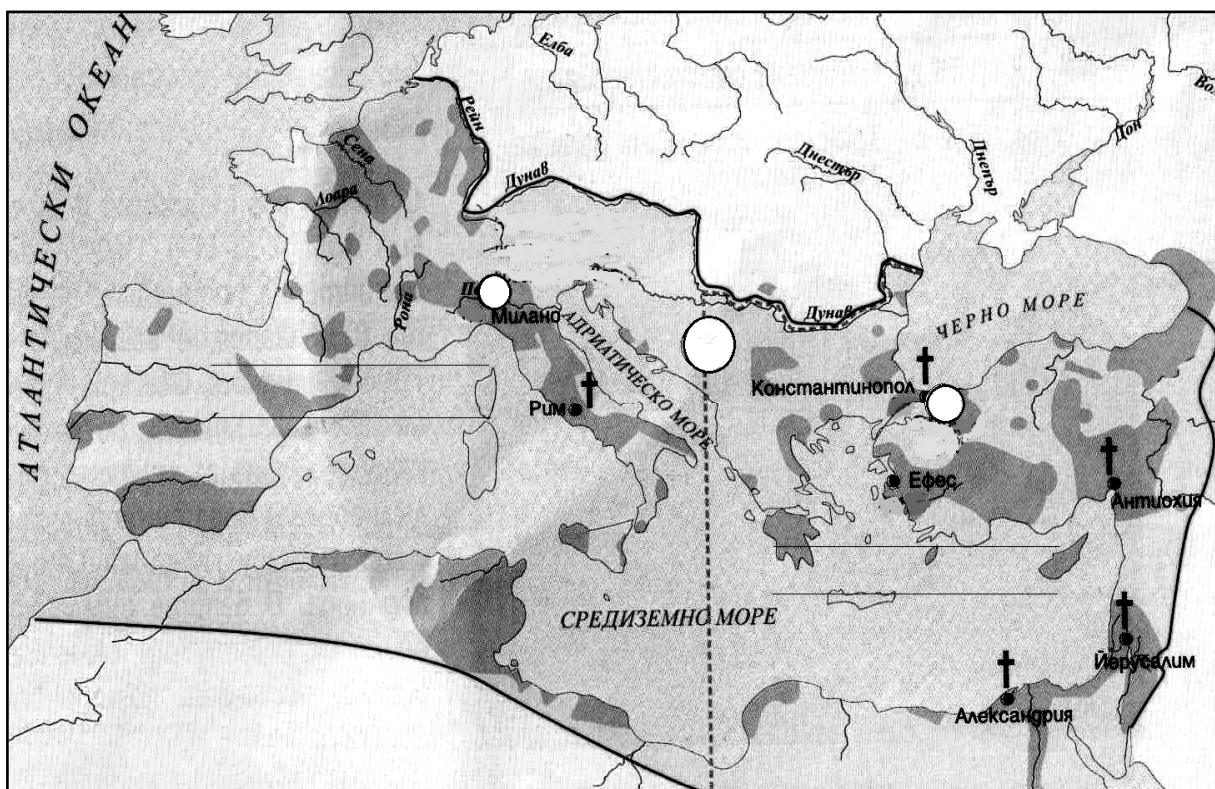 АТЛАНТИЧЕСКИ ОКЕАН
Елба
Рейн
Сена
Лоара
Рона
Дунав
Днестър
Днепър
Дон
Милано
АДРИАТИЧЕСКО МОРЕ
Дунав
ЧЕРНО МОРЕ
Константинопол
Рим
Ефес
Антиохия
СРЕДИЗЕМНО МОРЕ
Йерусалим
Александрия